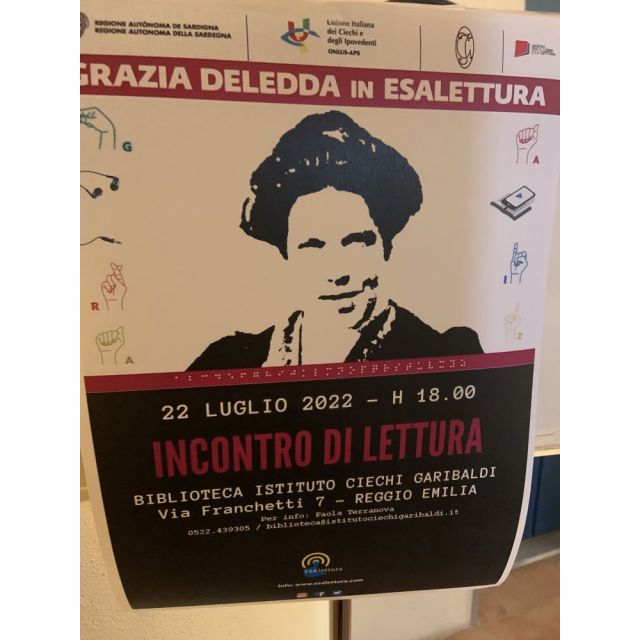 REGIONE AUTÒNOMA DE SARDIGNA
REGIONE AUTONOMA DELLA SARDEGNA
Unione Italiana
dei Ciechi e
degli Ipovedenti
ONLUS-APS
GRAZIA DELEDDA IN ESALETTURA
G
A
R
I
A
Z
22 LUGLIO 2022 – H 18.00
INCONTRO DI LETTURA
BIBLIOTECA ISTITUTO CIECHI GARIBALDI
Via Franchetti 7 – REGGIO EMILIA
Per info: Paola Terranova
0522.439305 / biblioteca@istitutociechigaribaldi.it
esalettura
Info: www.esalettura.com